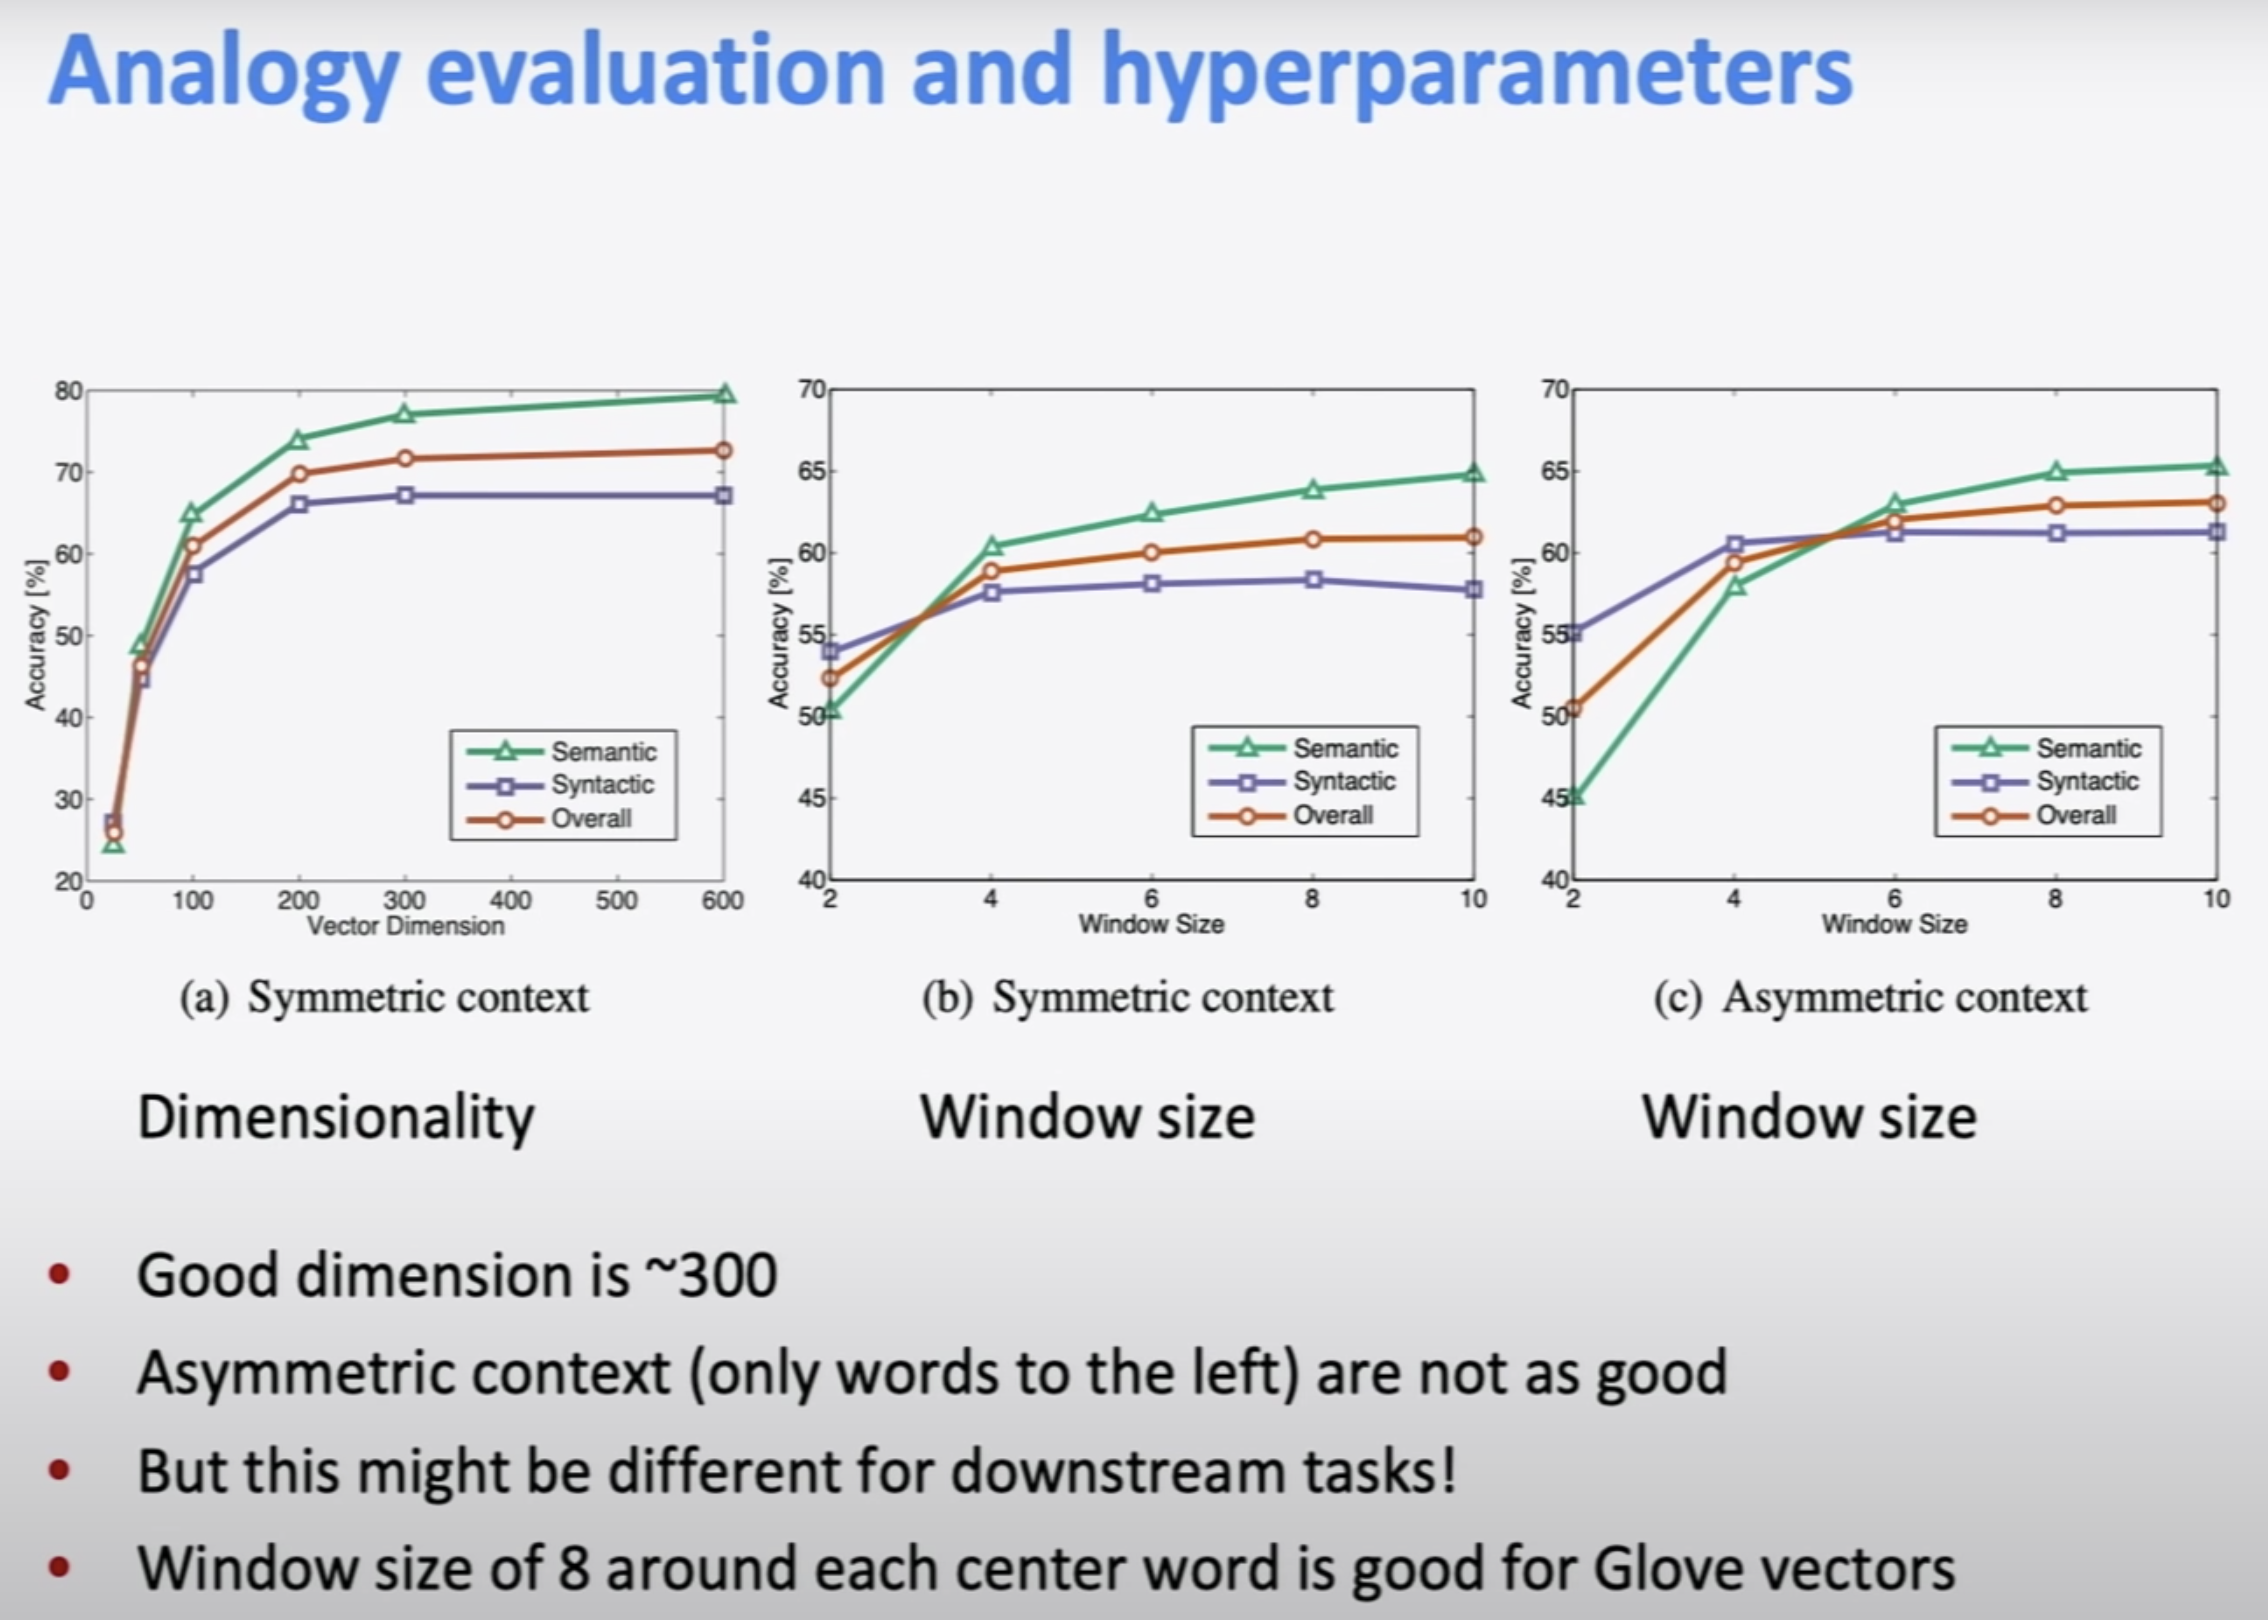 Analogy evaluation and hyperparameters
80
70
60
50
40
30
20
Accuracy [%]
Semantic
Syntactic
Overall
0 100 200 300 400 500 600
Vector Dimension
(a) Symmetric context
70
65
60
55
50
45
40
Accuracy [%]
Semantic
Syntactic
Overall
2 4 6 8 10
Window Size
(b) Symmetric context
70
65
60
55
50
45
40
Accuracy [%]
Semantic
Syntactic
Overall
2 4 6 8 10
Window Size
(c) Asymmetric context
Dimensionality
Window size
Window size
• Good dimension is ~300
• Asymmetric context (only words to the left) are not as good
• But this might be different for downstream tasks!
• Window size of 8 around each center word is good for Glove vectors